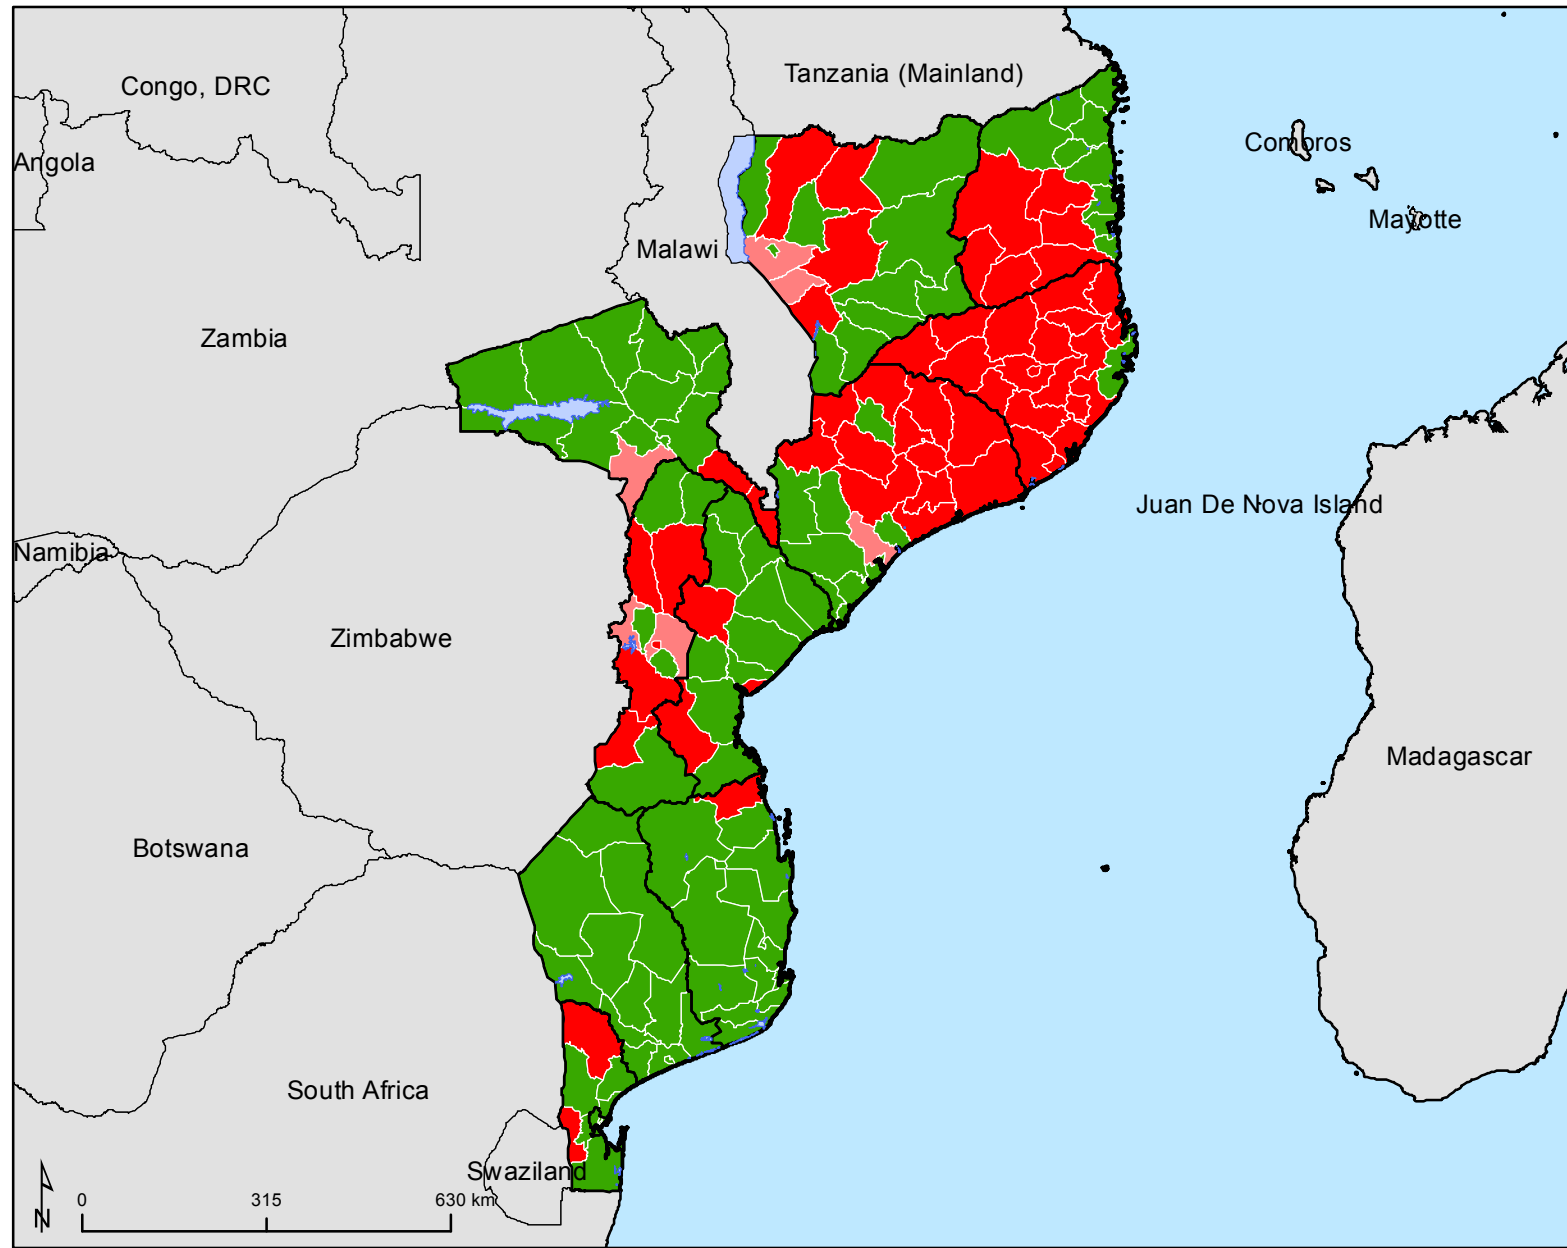 Tanzania (Mainland)
Congo, DRC
Comoros
Angola
Mayotte
Malawi
Zambia
Juan De Nova Island
Namibia
Zimbabwe
Madagascar
Botswana
South Africa
Swaziland
0 315 630 km
N